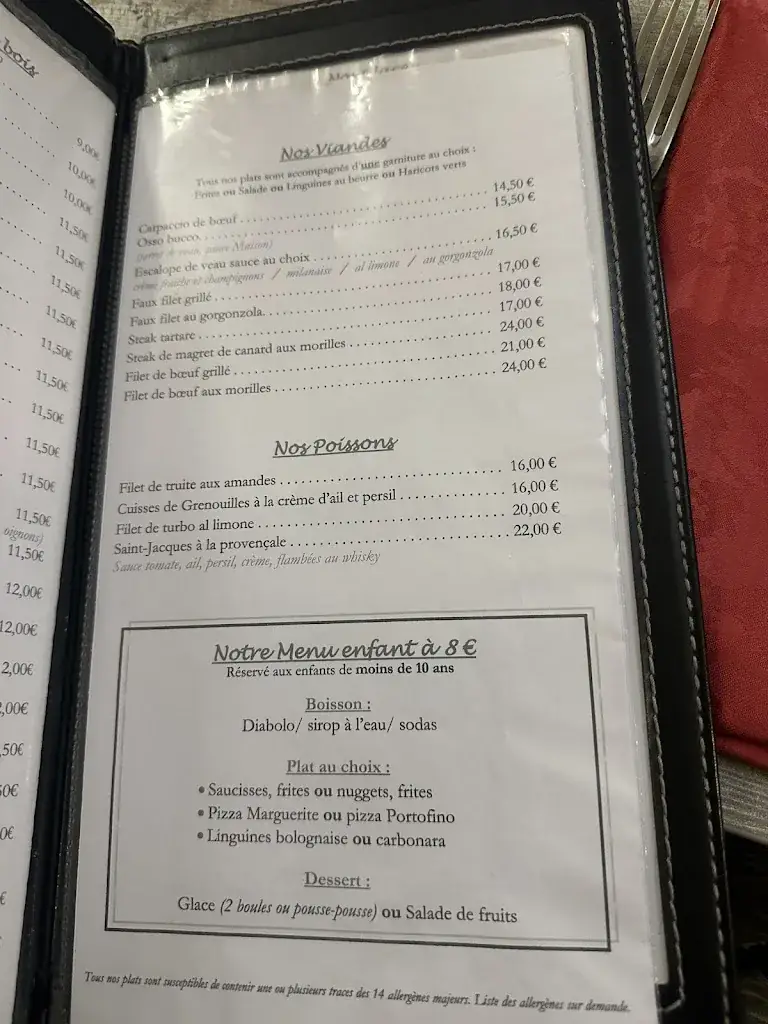 bois
9,00€
10,00€
10,00€
11,50€
11,50€
11,50€
11,50€
11,50€
11,50€
11,50€
11,50€
11,50€
11,50€
oignons)
11,50€
12,00€
12,00€
2,00€
,00€
,50€
50€
0€
€
Nos Viandes
Tous nos plats sont accompagnés d'une garniture au choix :
Frites ou Salade ou Linguines au beurre ou Haricots verts
Carpaccio de bœuf 14,50 €
Osso bucco 15,50 €
Escalope de veau sauce au choix 16,50 €
crème fraîche et champignons / milanaise / al limone / au gorgonzola
Faux filet grillé 17,00 €
Faux filet au gorgonzola 18,00 €
Steak tartare 17,00 €
Steak de magret de canard aux morilles 24,00 €
Filet de bœuf grillé 21,00 €
Filet de bœuf aux morilles 24,00 €
Nos Poissons
Filet de truite aux amandes 16,00 €
Cuisses de Grenouilles à la crème d'ail et persil 16,00 €
Filet de turbo al limone 20,00 €
Saint-Jacques à la provençale 22,00 €
Sauce tomate, ail, persil, crème, flambées au whisky
Notre Menu enfant à 8 €
Réservé aux enfants de moins de 10 ans
Boisson :
Diabolo/ sirop à l'eau/ sodas
Plat au choix :
• Saucisses, frites ou nuggets, frites
• Pizza Marguerite ou pizza Portofino
• Linguines bolognaise ou carbonara
Dessert :
Glace (2 boules ou pousse-pousse) ou Salade de fruits
Tous nos plats sont susceptibles de contenir une ou plusieurs traces des 14 allergènes majeurs. Liste des allergènes sur demande.